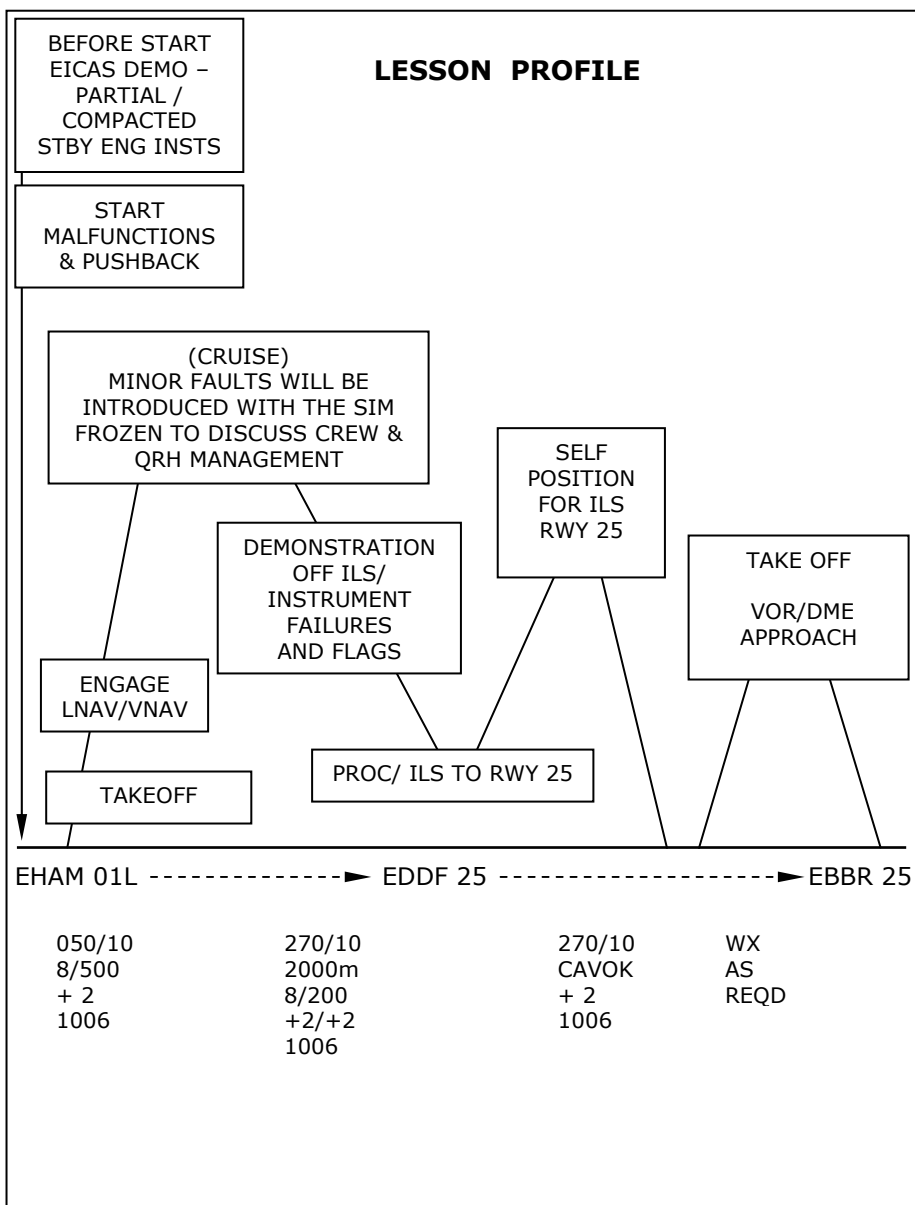 BEFORE START
EICAS DEMO –
PARTIAL /
COMPACTED
STBY ENG INSTS
LESSON PROFILE
START
MALFUNCTIONS
& PUSHBACK
(CRUISE)
MINOR FAULTS WILL BE
INTRODUCED WITH THE SIM
FROZEN TO DISCUSS CREW &
QRH MANAGEMENT
SELF
POSITION
FOR ILS
RWY 25
DEMONSTRATION
OFF ILS/
INSTRUMENT
FAILURES
AND FLAGS
TAKE OFF
VOR/DME
APPROACH
ENGAGE
LNAV/VNAV
PROC/ ILS TO RWY 25
TAKEOFF
EHAM 01L EDDF 25 EBBR 25
050/10
8/500
+ 2
1006
270/10
2000m
8/200
+2/+2
1006
270/10
CAVOK
+ 2
1006
WX
AS
REQD